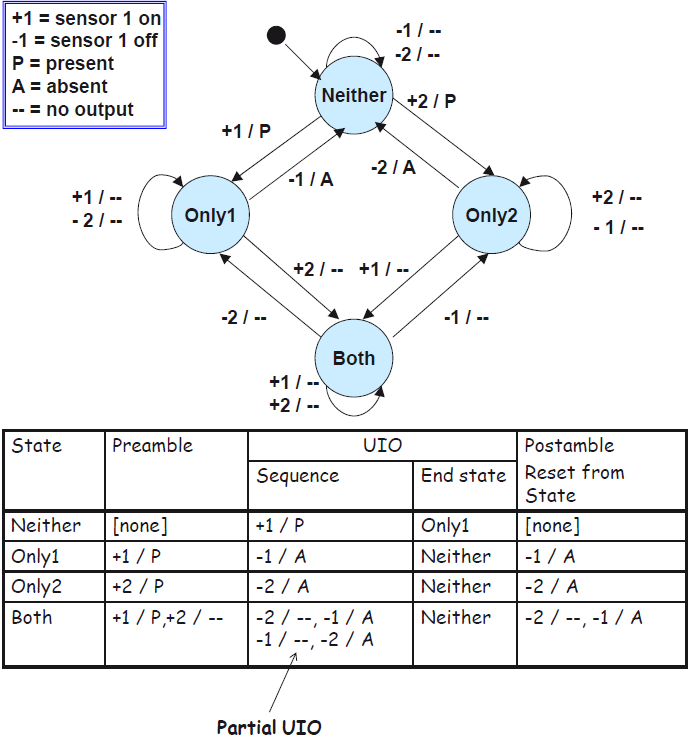 +1 = sensor 1 on
-1 = sensor 1 off
P = present
A = absent
-- = no output
-1 / --
-2 / --
Neither
+2 / P
+1 / P
-1 / A
-2 / A
+1 / --
- 2 / --
Only1
Only2
+2 / --
- 1 / --
+2 / --
+1 / --
-2 / --
-1 / --
Both
+1 / --
+2 / --
State Preamble UIO Postamble
Sequence End state Reset from
State
Neither [none] +1 / P Only1 [none]
Only1 +1 / P -1 / A Neither -1 / A
Only2 +2 / P -2 / A Neither -2 / A
Both +1 / P,+2 / -- -2 / --, -1 / A Neither -2 / --, -1 / A
-1 / --, -2 / A
Partial UIO